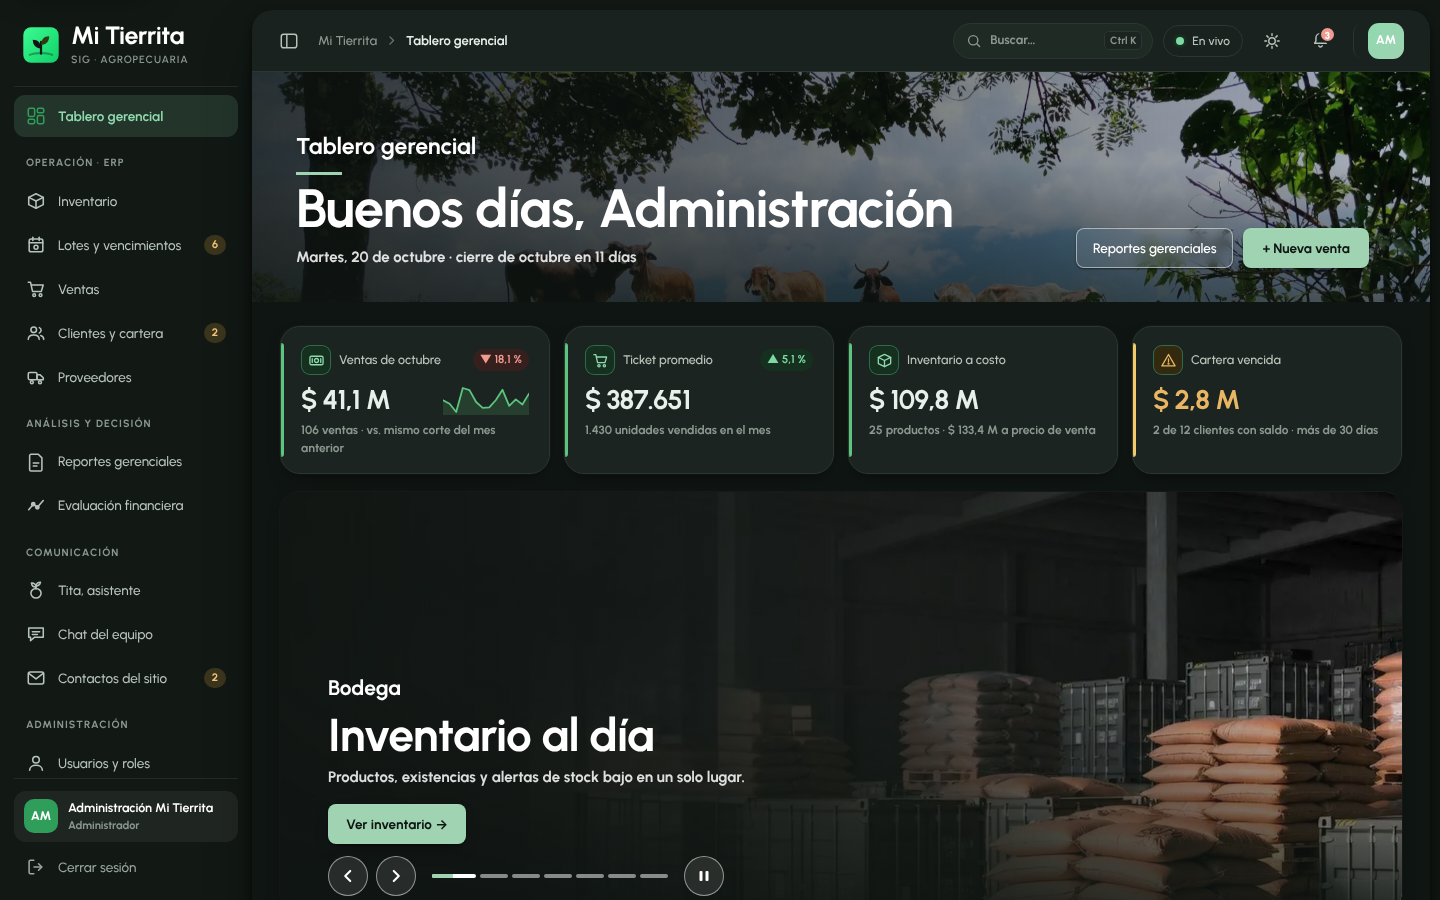 Mi Tierrita
SIG · AGROPECUARIA
Tablero gerencial
OPERACIÓN · ERP
Inventario
Lotes y vencimientos 6
Ventas
Clientes y cartera 2
Proveedores
ANÁLISIS Y DECISIÓN
Reportes gerenciales
Evaluación financiera
COMUNICACIÓN
Tita, asistente
Chat del equipo
Contactos del sitio 2
ADMINISTRACIÓN
Usuarios y roles
AM Administración Mi Tierrita
Administrador
Cerrar sesión
Mi Tierrita > Tablero gerencial
Buscar... Ctrl K
En vivo
3
AM
Tablero gerencial
Buenos días, Administración
Martes, 20 de octubre · cierre de octubre en 11 días
Reportes gerenciales
+ Nueva venta
Ventas de octubre ▼ 18,1 %
$ 41,1 M
106 ventas · vs. mismo corte del mes
anterior
Ticket promedio ▲ 5,1 %
$ 387.651
1.430 unidades vendidas en el mes
Inventario a costo
$ 109,8 M
25 productos · $ 133,4 M a precio de venta
Cartera vencida
$ 2,8 M
2 de 12 clientes con saldo · más de 30 días
Bodega
Inventario al día
Productos, existencias y alertas de stock bajo en un solo lugar.
Ver inventario →